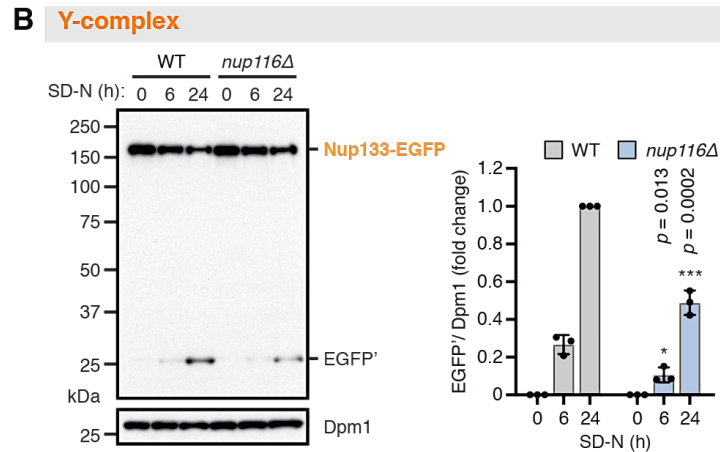 B Y-complex
WT nup116Δ
SD-N (h): 0 6 24 0 6 24
250
150
100
75
50
37
25
kDa
25
Nup133-EGFP
EGFP'
Dpm1
WT nup116Δ
p = 0.013
p = 0.0002
EGFP'/ Dpm1 (fold change)
1.2
1.0
0.8
0.6
0.4
0.2
0
*
***
0 6 24 0 6 24
SD-N (h)